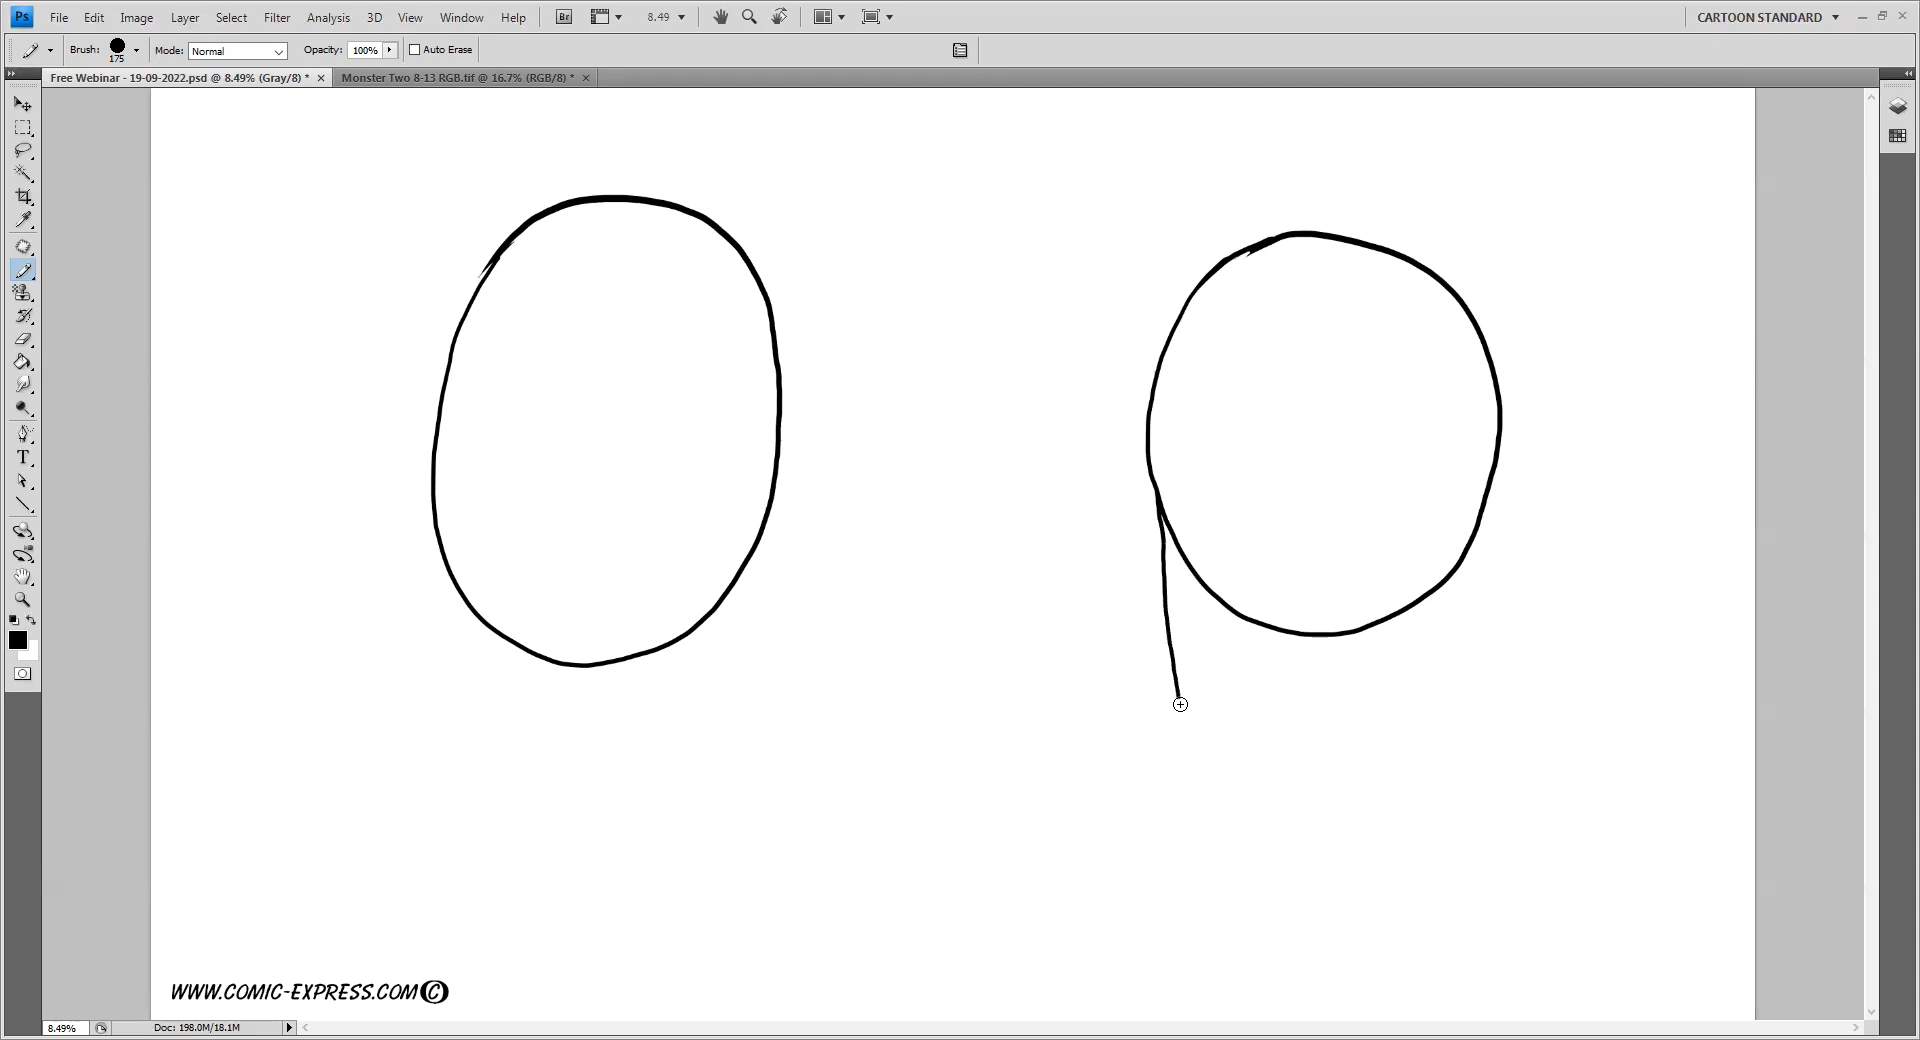 Ps File Edit Image Layer Select Filter Analysis 3D View Window Help Br 8.49 CARTOON STANDARD
Brush: 175 Mode: Normal Opacity: 100% Auto Erase
Free Webinar - 19-09-2022.psd @ 8.49% (Gray/8) * Monster Two 8-13 RGB.tif @ 16.7% (RGB/8) *
T
WWW.COMIC-EXPRESS.COM©
8.49% Doc: 198.0M/18.1M